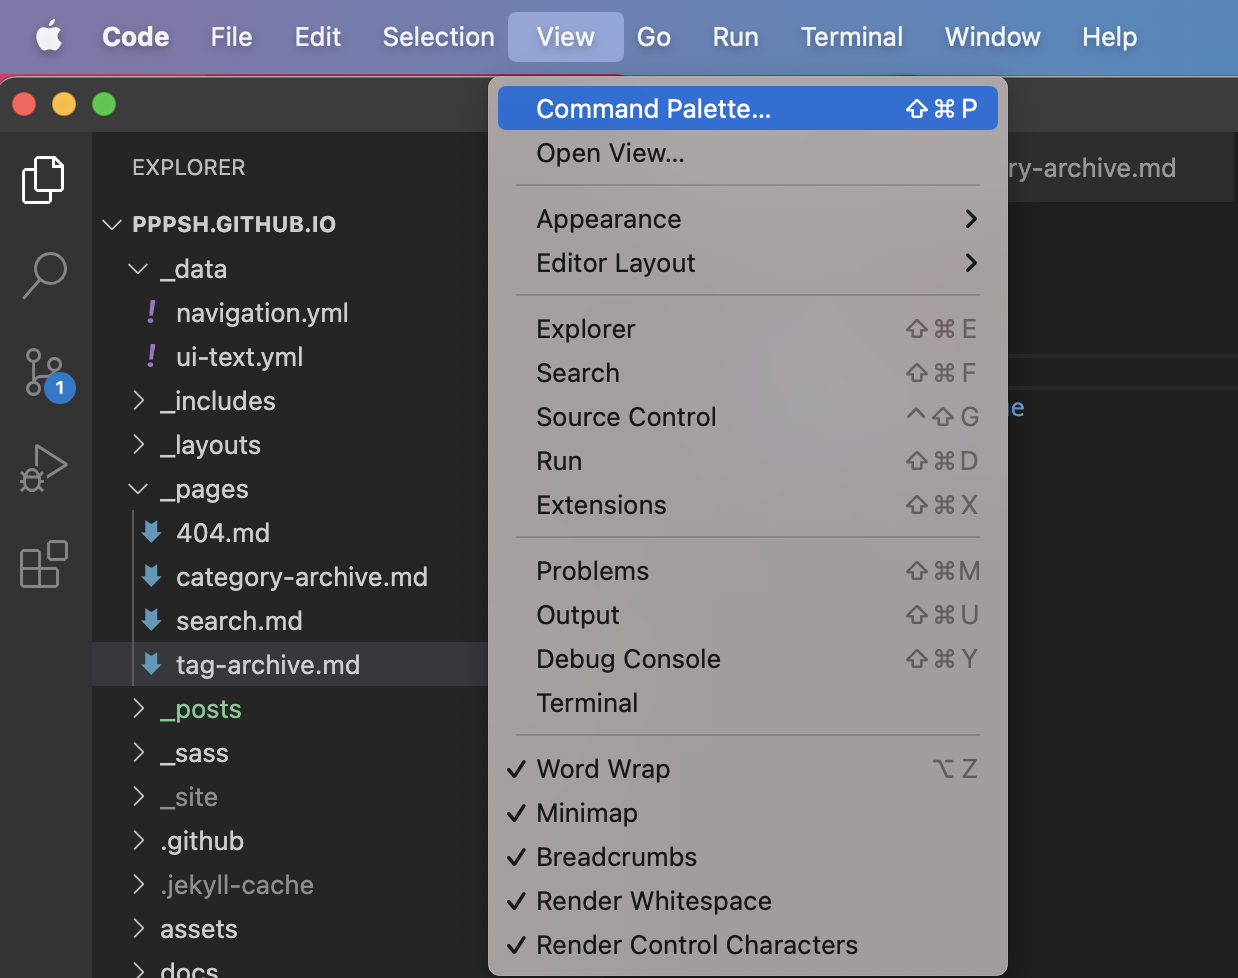 Code File Edit Selection View Go Run Terminal Window Help
EXPLORER
PPPSH.GITHUB.IO
_data
! navigation.yml
! ui-text.yml
1
_includes
_layouts
_pages
404.md
category-archive.md
search.md
tag-archive.md
_posts
_sass
_site
.github
.jekyll-cache
assets
docs
Command Palette... ⇧⌘P
Open View...
Appearance
Editor Layout
Explorer ⇧⌘E
Search ⇧⌘F
Source Control ^⇧G
Run ⇧⌘D
Extensions ⇧⌘X
Problems ⇧⌘M
Output ⇧⌘U
Debug Console ⇧⌘Y
Terminal
✓ Word Wrap ⌥Z
✓ Minimap
✓ Breadcrumbs
✓ Render Whitespace
✓ Render Control Characters
ry-archive.md
e